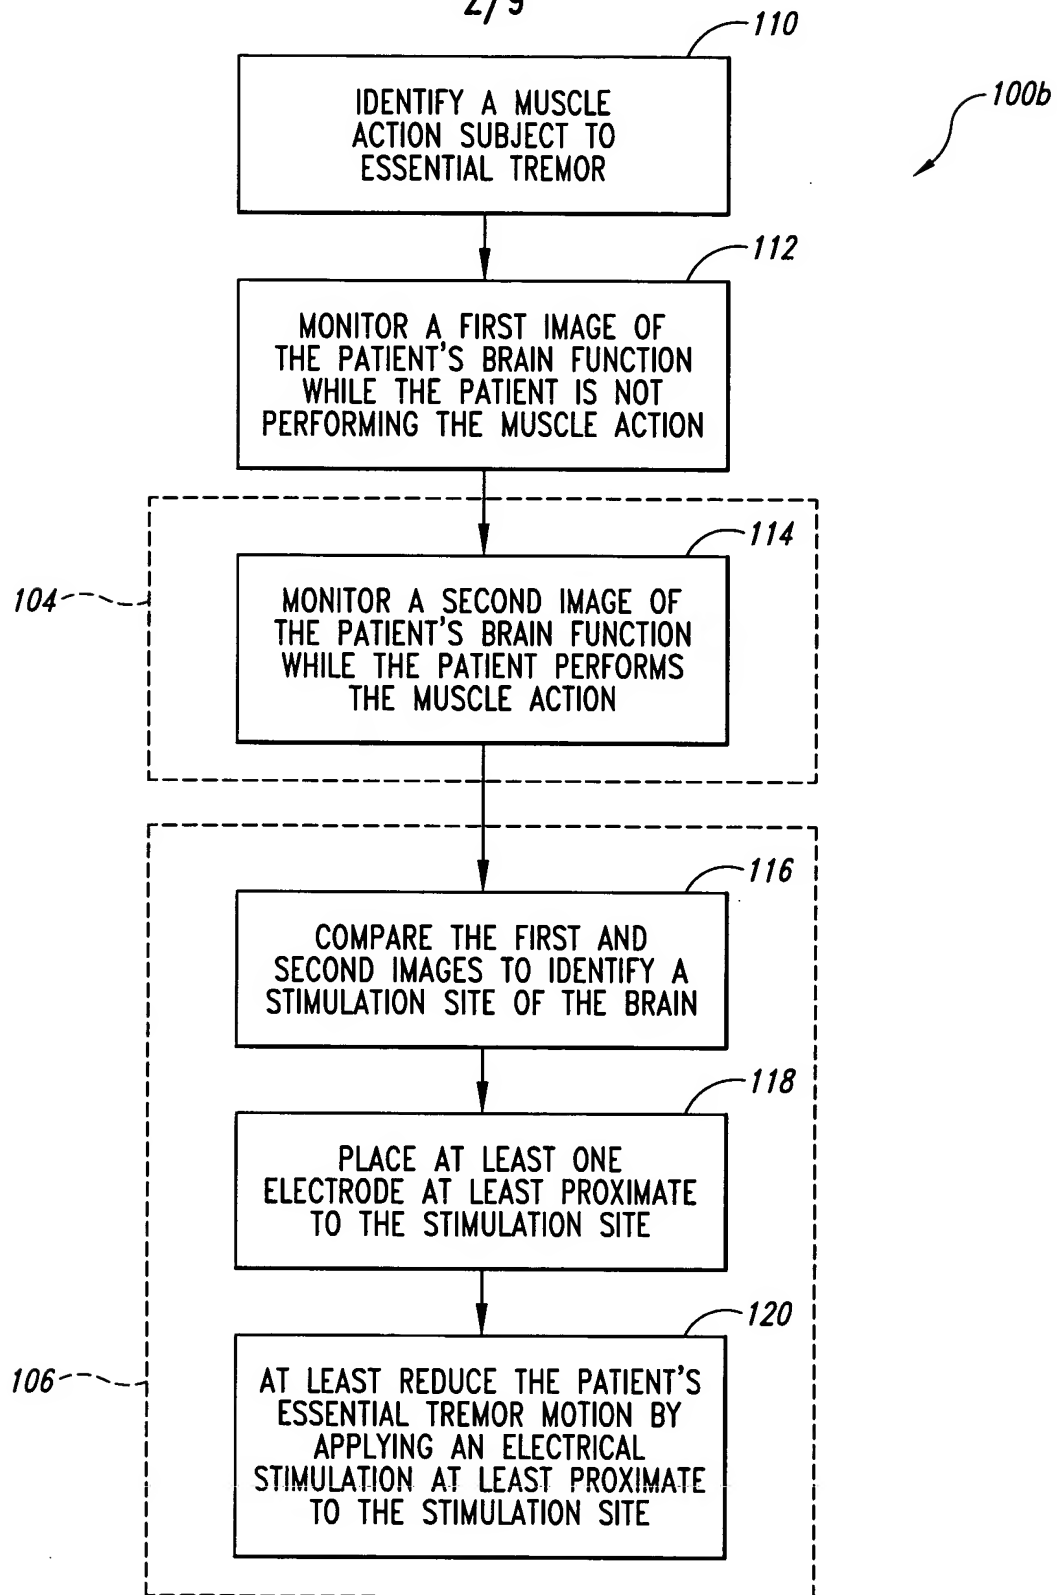 2/9
110
100b
IDENTIFY A MUSCLE
ACTION SUBJECT TO
ESSENTIAL TREMOR
112
MONITOR A FIRST IMAGE OF
THE PATIENT'S BRAIN FUNCTION
WHILE THE PATIENT IS NOT
PERFORMING THE MUSCLE ACTION
114
104
MONITOR A SECOND IMAGE OF
THE PATIENT'S BRAIN FUNCTION
WHILE THE PATIENT PERFORMS
THE MUSCLE ACTION
116
COMPARE THE FIRST AND
SECOND IMAGES TO IDENTIFY A
STIMULATION SITE OF THE BRAIN
118
PLACE AT LEAST ONE
ELECTRODE AT LEAST PROXIMATE
TO THE STIMULATION SITE
120
106
AT LEAST REDUCE THE PATIENT'S
ESSENTIAL TREMOR MOTION BY
APPLYING AN ELECTRICAL
STIMULATION AT LEAST PROXIMATE
TO THE STIMULATION SITE